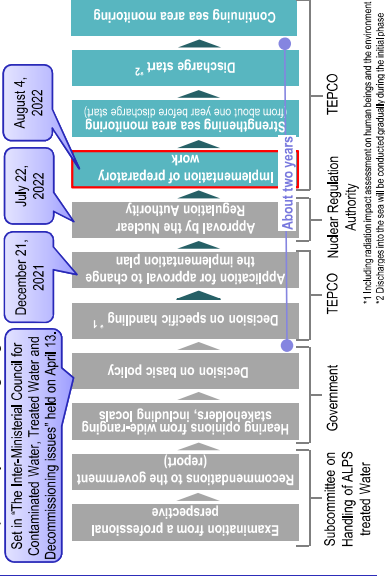 Set in "The Inter-Ministerial Council for
Contaminated Water, Treated Water and
Decommissioning issues" held on April 13.
December 21,
2021
July 22,
2022
August 4,
2022
Examination from a professional
perspective
Recommendations to the government
(report)
Hearing opinions from wide-ranging
stakeholders, including locals
Decision on basic policy
Decision on specific handling *1
Application for approval to change
the implementation plan
Approval by the Nuclear
Regulation Authority
Implementation of preparatory
work
Strengthening sea area monitoring
(from about one year before discharge start)
Discharge start *2
Continuing sea area monitoring
About two years
Subcommittee on
Handling of ALPS
treated Water
Government
TEPCO
Nuclear Regulation
Authority
TEPCO
*1 Including radiation impact assessment on human beings and the environment
*2 Discharges into the sea will be conducted gradually during the initial phase